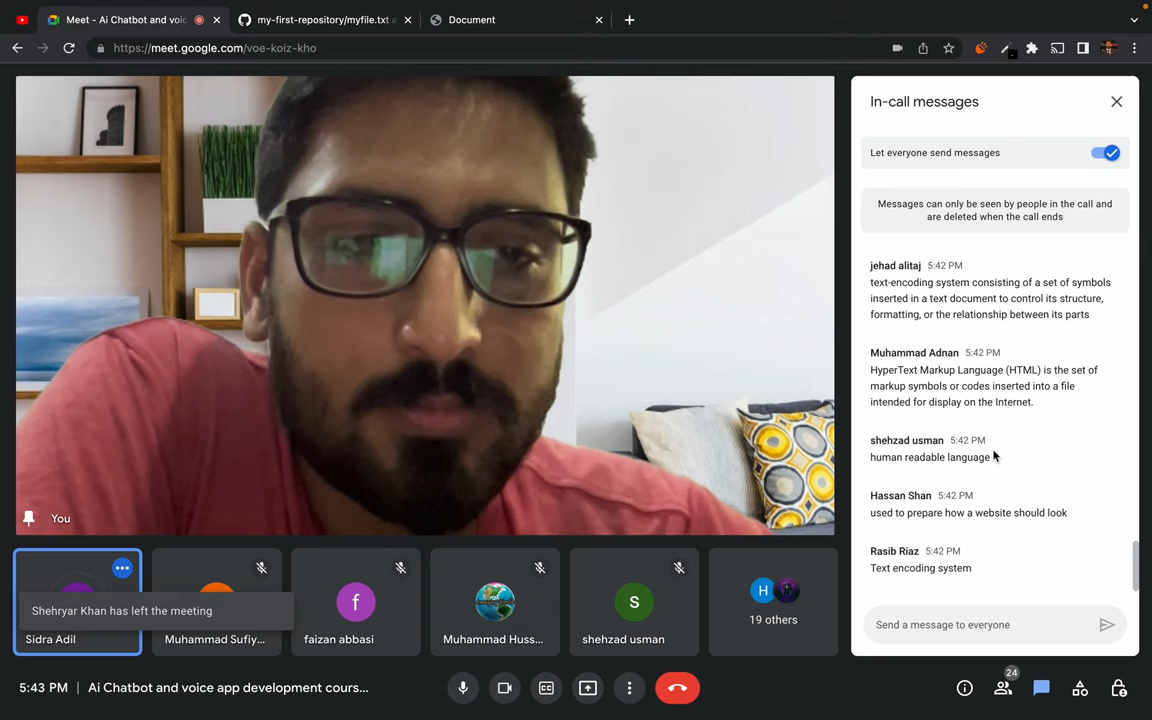 Meet - Ai Chatbot and voic
my-first-repository/myfile.txt a
Document
https://meet.google.com/voe-koiz-kho
In-call messages
Let everyone send messages
Messages can only be seen by people in the call and
are deleted when the call ends
jehad alitaj 5:42 PM
text-encoding system consisting of a set of symbols
inserted in a text document to control its structure,
formatting, or the relationship between its parts
Muhammad Adnan 5:42 PM
HyperText Markup Language (HTML) is the set of
markup symbols or codes inserted into a file
intended for display on the Internet.
shehzad usman 5:42 PM
human readable language
Hassan Shan 5:42 PM
used to prepare how a website should look
Rasib Riaz 5:42 PM
Text encoding system
Send a message to everyone
You
Shehryar Khan has left the meeting
Sidra Adil
Muhammad Sufiy...
f
faizan abbasi
Muhammad Huss...
S
shehzad usman
H
19 others
5:43 PM | Ai Chatbot and voice app development cours...
24